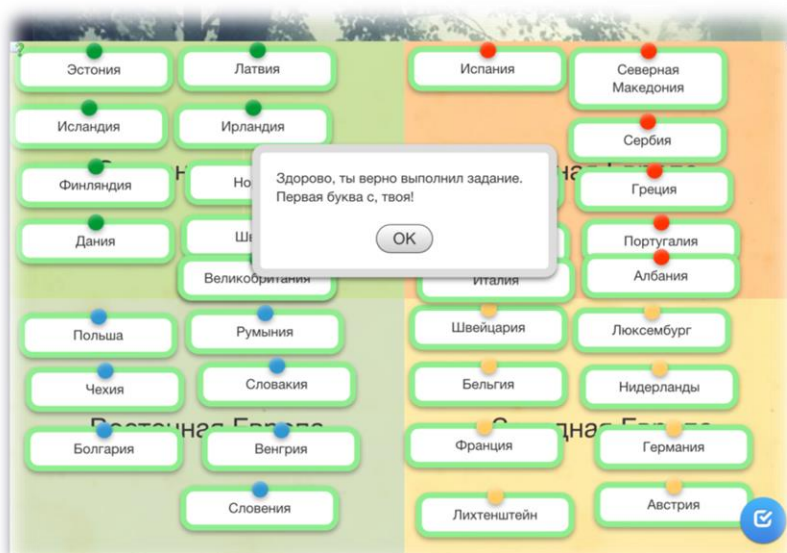 ?
Эстония
Латвия
Испания
Северная
Македония
Исландия
Ирландия
Сербия
Здорово, ты верно выполнил задание.
Первая буква с, твоя!
OK
Финляндия
Греция
Дания
Португалия
Великобритания
Италия
Албания
Польша
Румыния
Швейцария
Люксембург
Чехия
Словакия
Бельгия
Нидерланды
Восточная Европа
Болгария
Венгрия
Франция
Германия
Словения
Лихтенштейн
Австрия